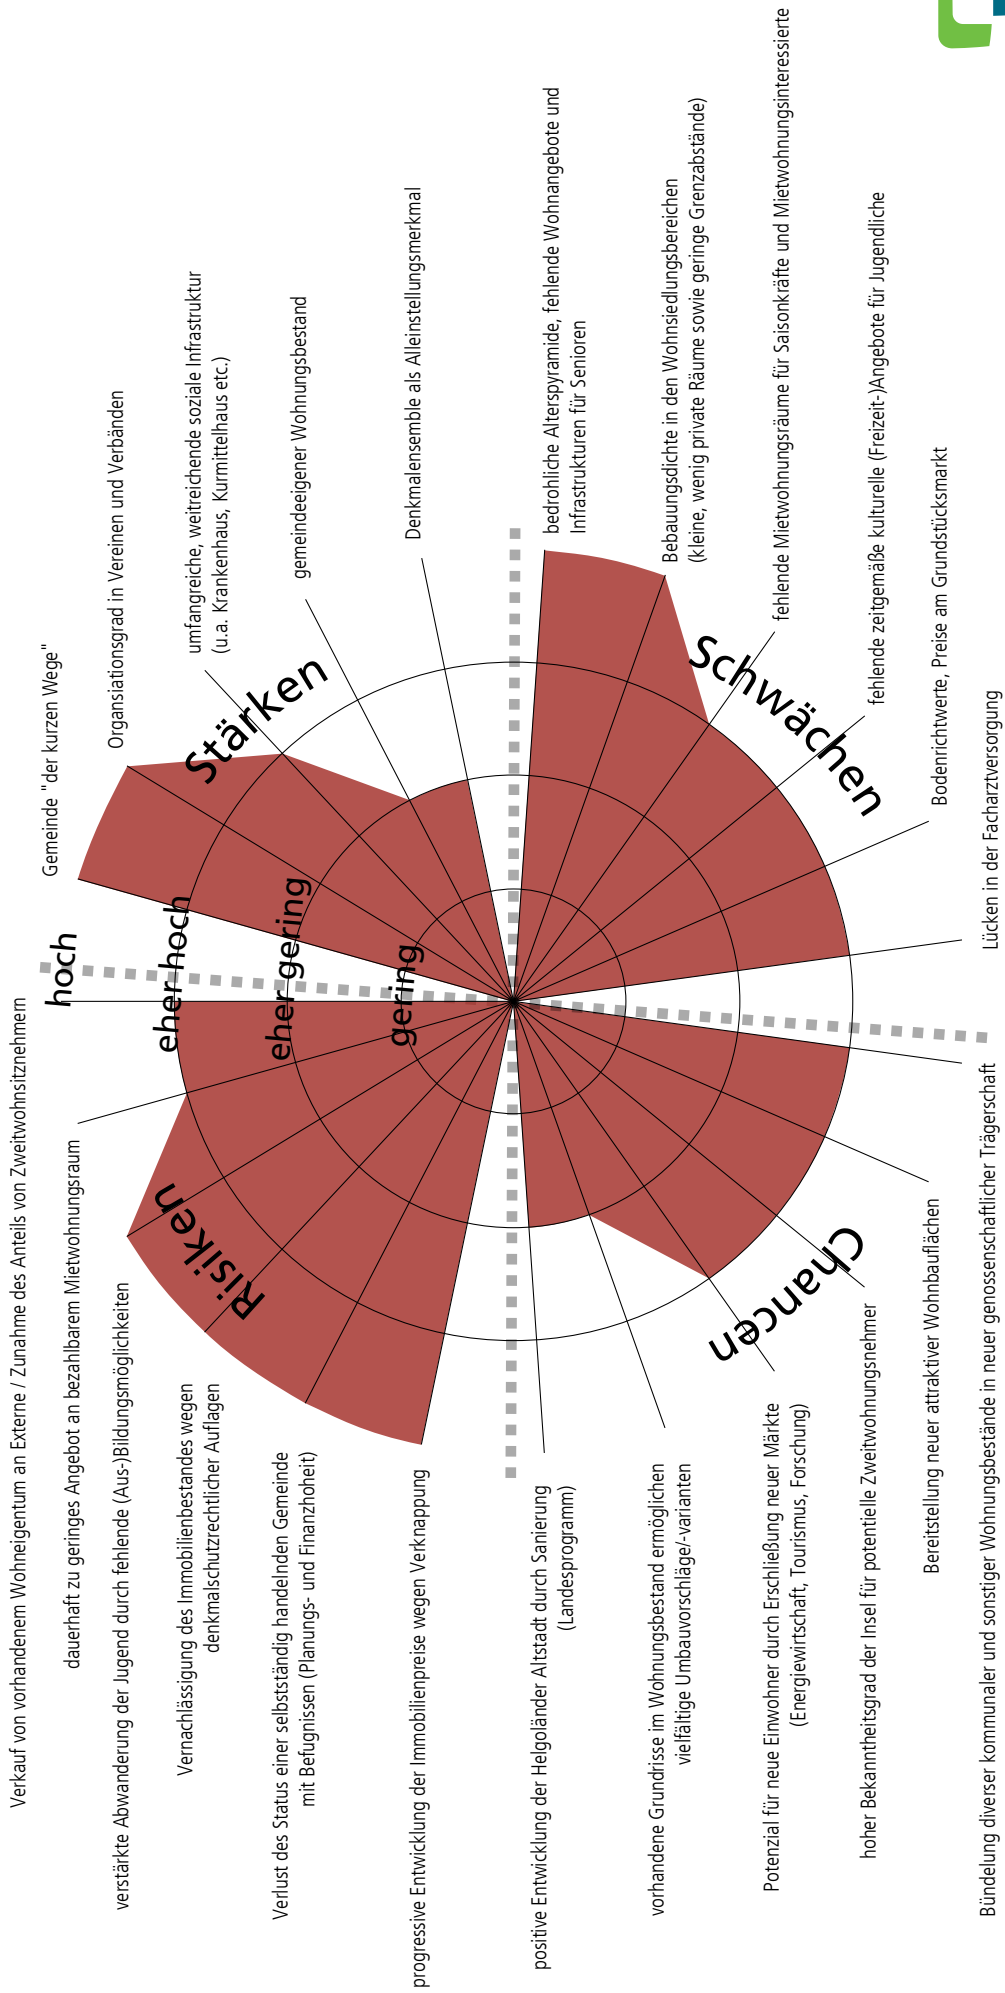 hoch
eher hoch
eher gering
gering
Stärken
Gemeinde "der kurzen Wege"
Organsiationsgrad in Vereinen und Verbänden
umfangreiche, weitreichende soziale Infrastruktur
(u.a. Krankenhaus, Kurmittelhaus etc.)
gemeindeeigener Wohnungsbestand
Denkmalensemble als Alleinstellungsmerkmal
Schwächen
bedrohliche Alterspyramide, fehlende Wohnangebote und
Infrastrukturen für Senioren
Bebauungsdichte in den Wohnsiedlungsbereichen
(kleine, wenig private Räume sowie geringe Grenzabstände)
fehlende Mietwohnungsräume für Saisonkräfte und Mietwohnungsinteressierte
fehlende zeitgemäße kulturelle (Freizeit-)Angebote für Jugendliche
Bodenrichtwerte, Preise am Grundstücksmarkt
Lücken in der Facharztversorgung
Risiken
Verkauf von vorhandenem Wohneigentum an Externe / Zunahme des Anteils von Zweitwohnsitznehmern
dauerhaft zu geringes Angebot an bezahlbarem Mietwohnungsraum
verstärkte Abwanderung der Jugend durch fehlende (Aus-)Bildungsmöglichkeiten
Vernachlässigung des Immobilienbestandes wegen
denkmalschutzrechtlicher Auflagen
Verlust des Status einer selbstständig handelnden Gemeinde
mit Befugnissen (Planungs- und Finanzhoheit)
progressive Entwicklung der Immobilienpreise wegen Verknappung
Chancen
positive Entwicklung der Helgoländer Altstadt durch Sanierung
(Landesprogramm)
vorhandene Grundrisse im Wohnungsbestand ermöglichen
vielfältige Umbauvorschläge/-varianten
Potenzial für neue Einwohner durch Erschließung neuer Märkte
(Energiewirtschaft, Tourismus, Forschung)
hoher Bekanntheitsgrad der Insel für potentielle Zweitwohnungsnehmer
Bereitstellung neuer attraktiver Wohnbauflächen
Bündelung diverser kommunaler und sonstiger Wohnungsbestände in neuer genossenschaftlicher Trägerschaft